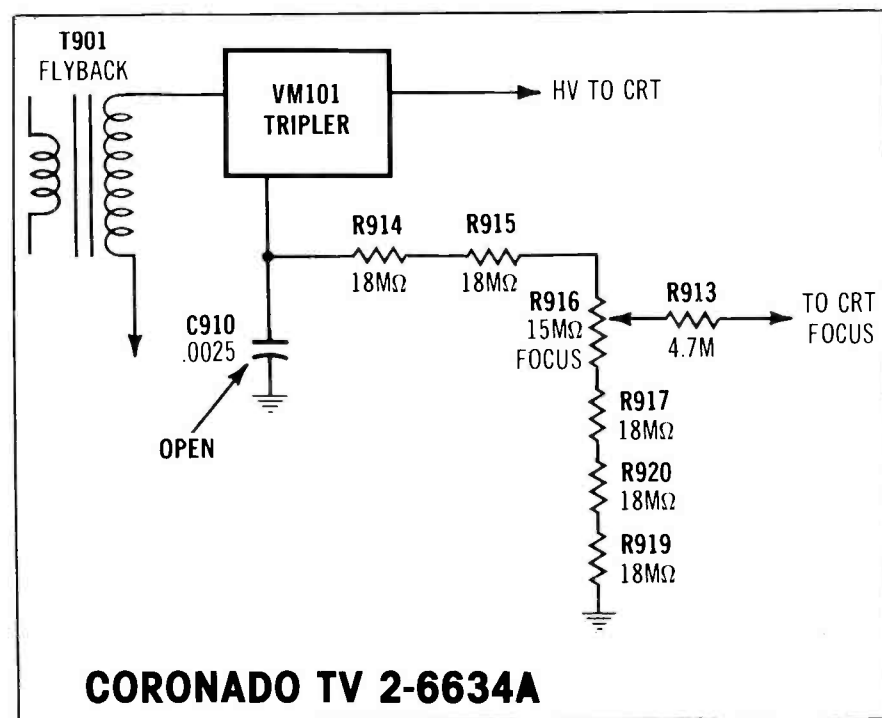 T901
FLYBACK
VM101
TRIPLER
HV TO CRT
R914
18MΩ
R915
18MΩ
R916
15MΩ
FOCUS
R913
4.7M
TO CRT
FOCUS
C910
.0025
OPEN
R917
18MΩ
R920
18MΩ
R919
18MΩ
CORONADO TV 2-6634A